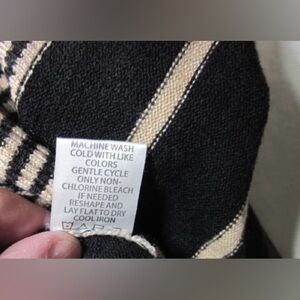 MACHINE WASH
COLD WITH LIKE
COLORS
GENTLE CYCLE
ONLY NON-
CHLORINE BLEACH
IF NEEDED
RESHAPE AND
LAY FLAT TO DRY
COOL IRON